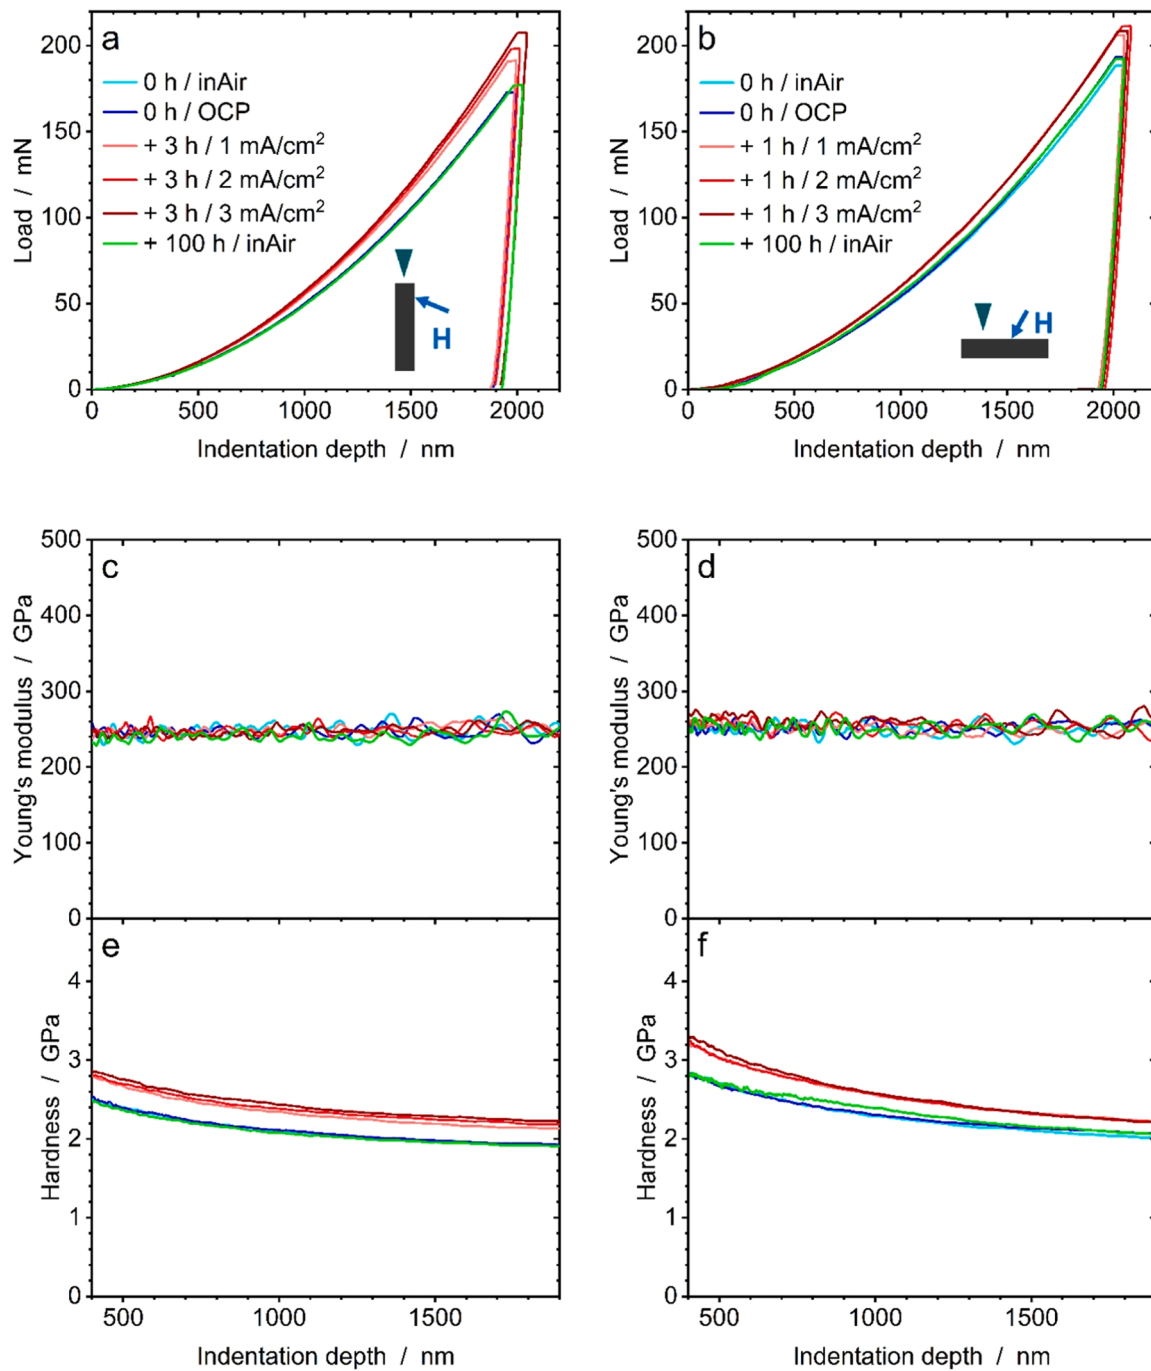 a
0 h / inAir
0 h / OCP
+ 3 h / 1 mA/cm²
+ 3 h / 2 mA/cm²
+ 3 h / 3 mA/cm²
+ 100 h / inAir
H
Load / mN
200
150
100
50
0
0 500 1000 1500 2000
Indentation depth / nm
b
0 h / inAir
0 h / OCP
+ 1 h / 1 mA/cm²
+ 1 h / 2 mA/cm²
+ 1 h / 3 mA/cm²
+ 100 h / inAir
H
Load / mN
200
150
100
50
0
0 500 1000 1500 2000
Indentation depth / nm
c
Young's modulus / GPa
500
400
300
200
100
0
d
Young's modulus / GPa
500
400
300
200
100
0
e
Hardness / GPa
4
3
2
1
0
500 1000 1500
Indentation depth / nm
f
Hardness / GPa
4
3
2
1
0
500 1000 1500
Indentation depth / nm